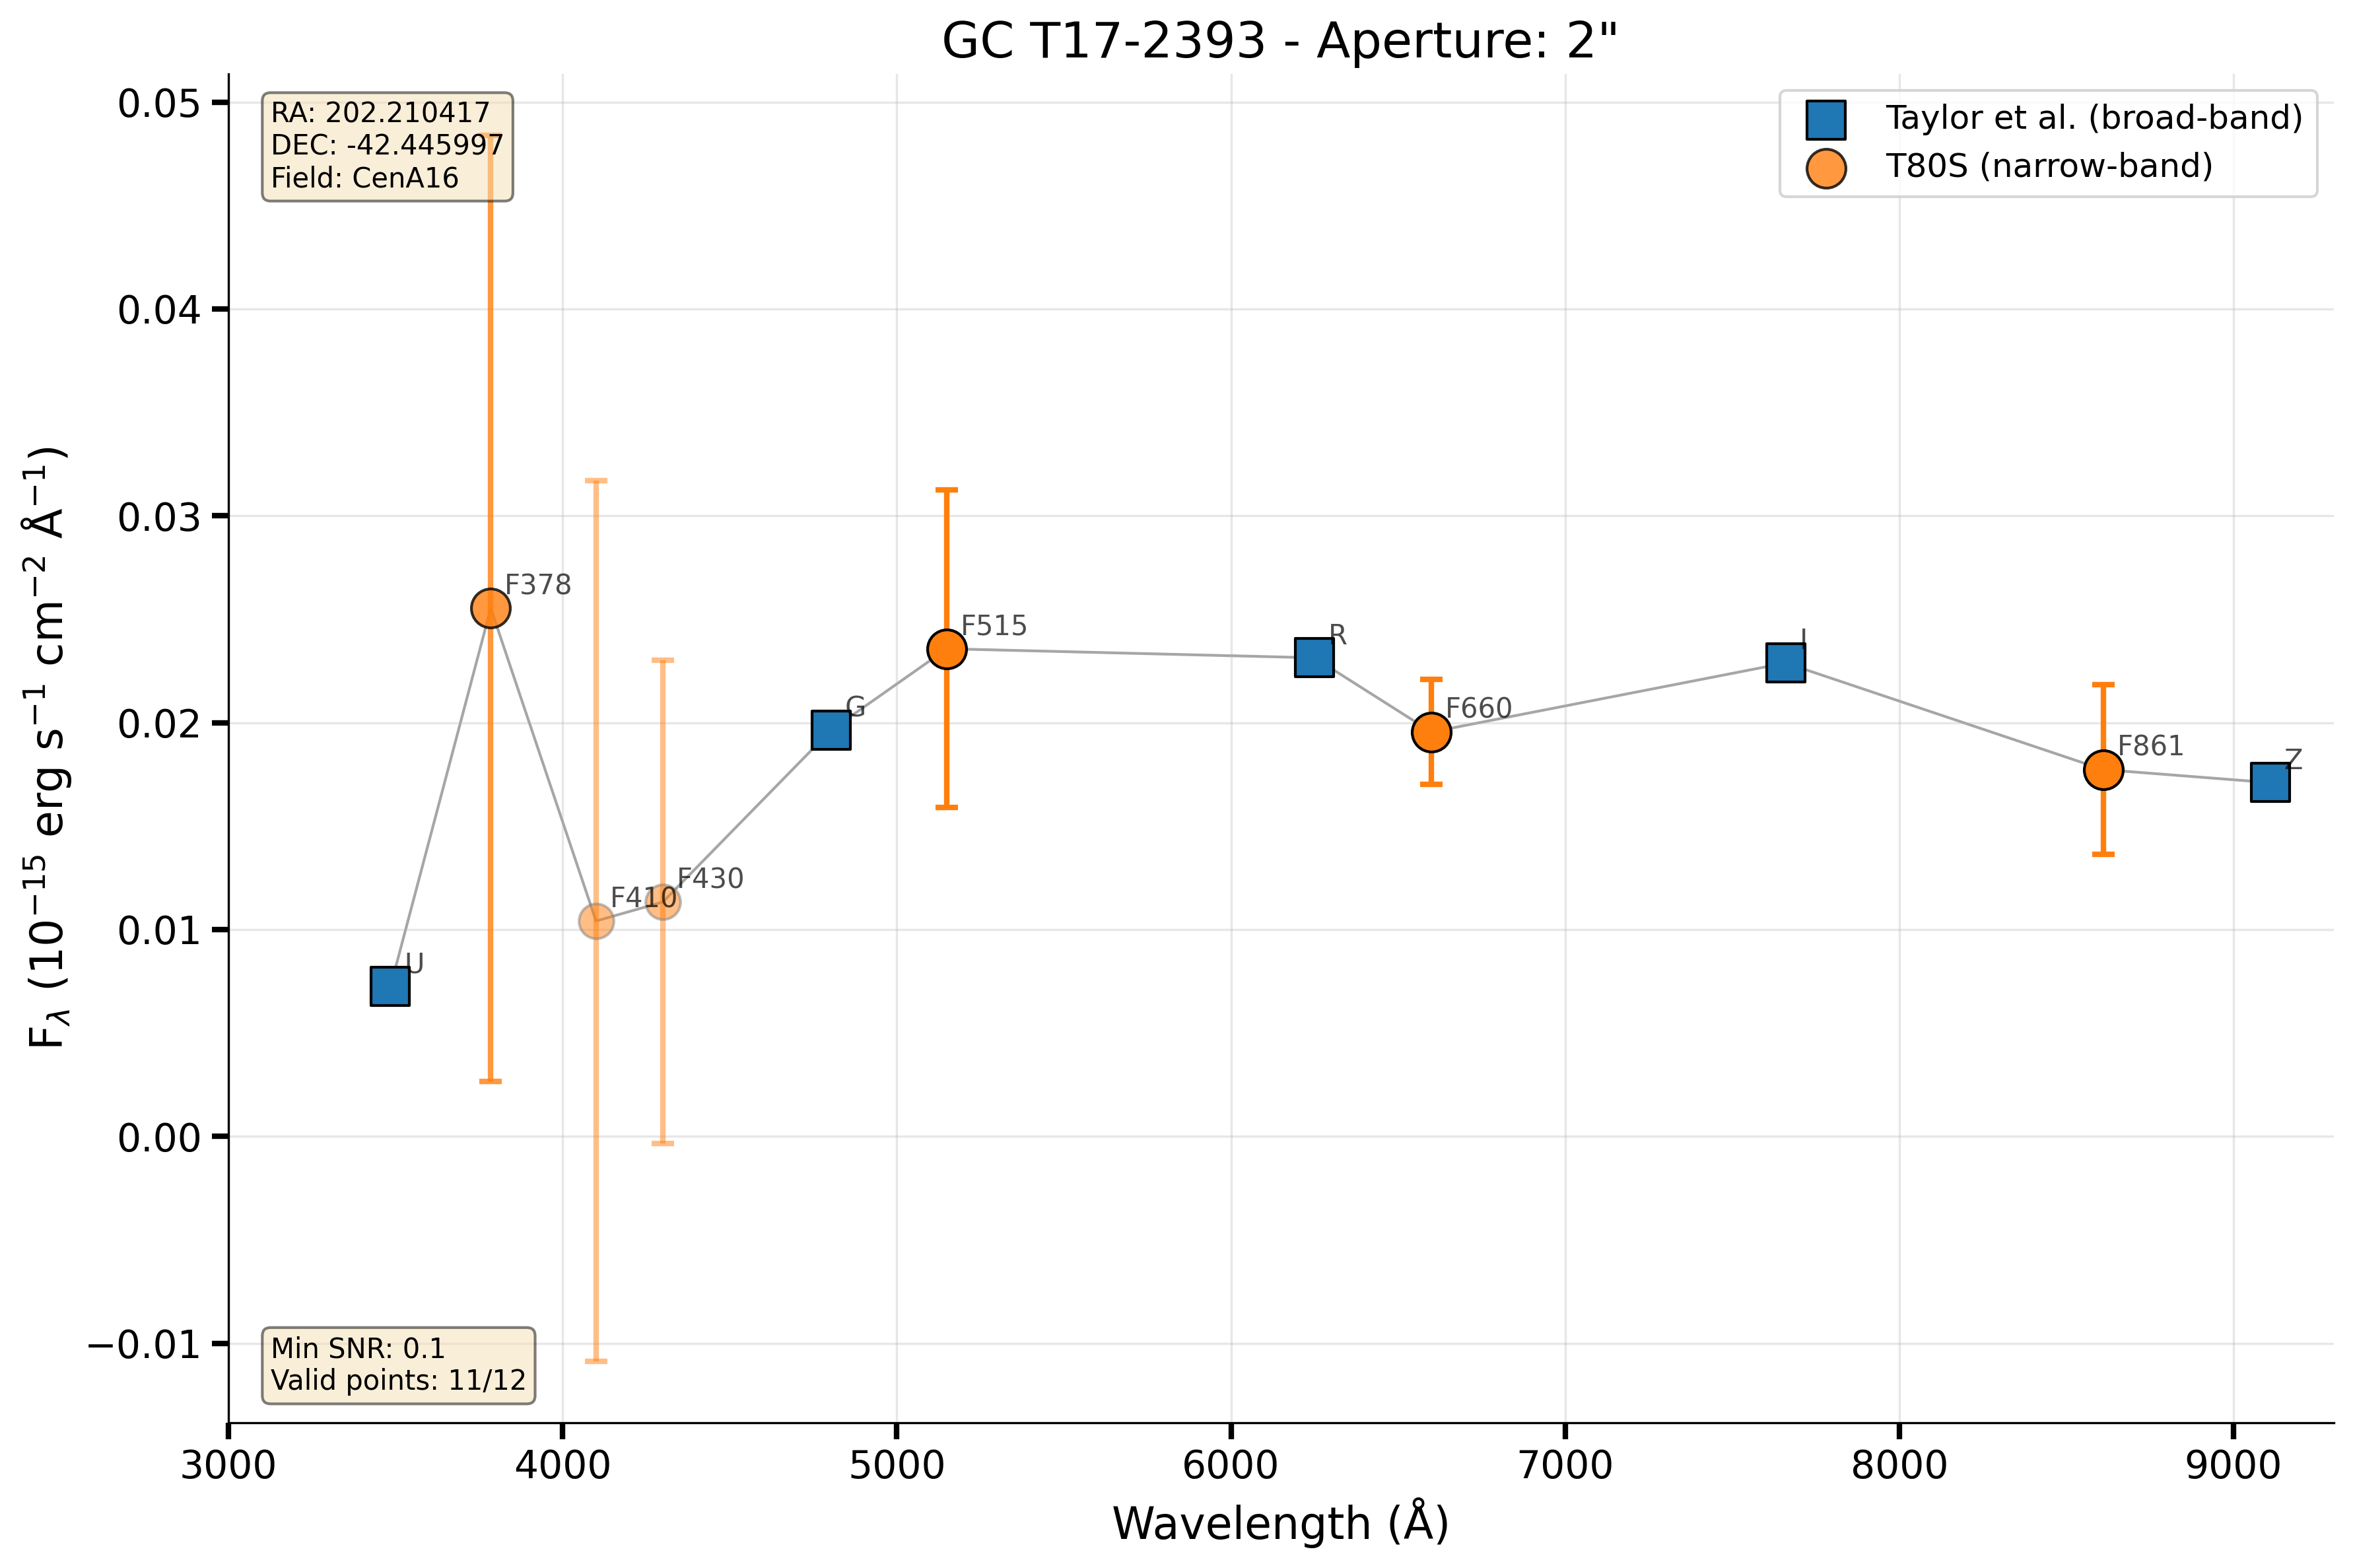 GC T17-2393 - Aperture: 2"
RA: 202.210417
DEC: -42.445997
Field: CenA16
Taylor et al. (broad-band)
T80S (narrow-band)
0.05
0.04
0.03
0.02
0.01
0.00
−0.01
F_λ (10⁻¹⁵ erg s⁻¹ cm⁻² Å⁻¹)
U
F378
F410
F430
G
F515
R
F660
I
F861
Z
Min SNR: 0.1
Valid points: 11/12
3000 4000 5000 6000 7000 8000 9000
Wavelength (Å)